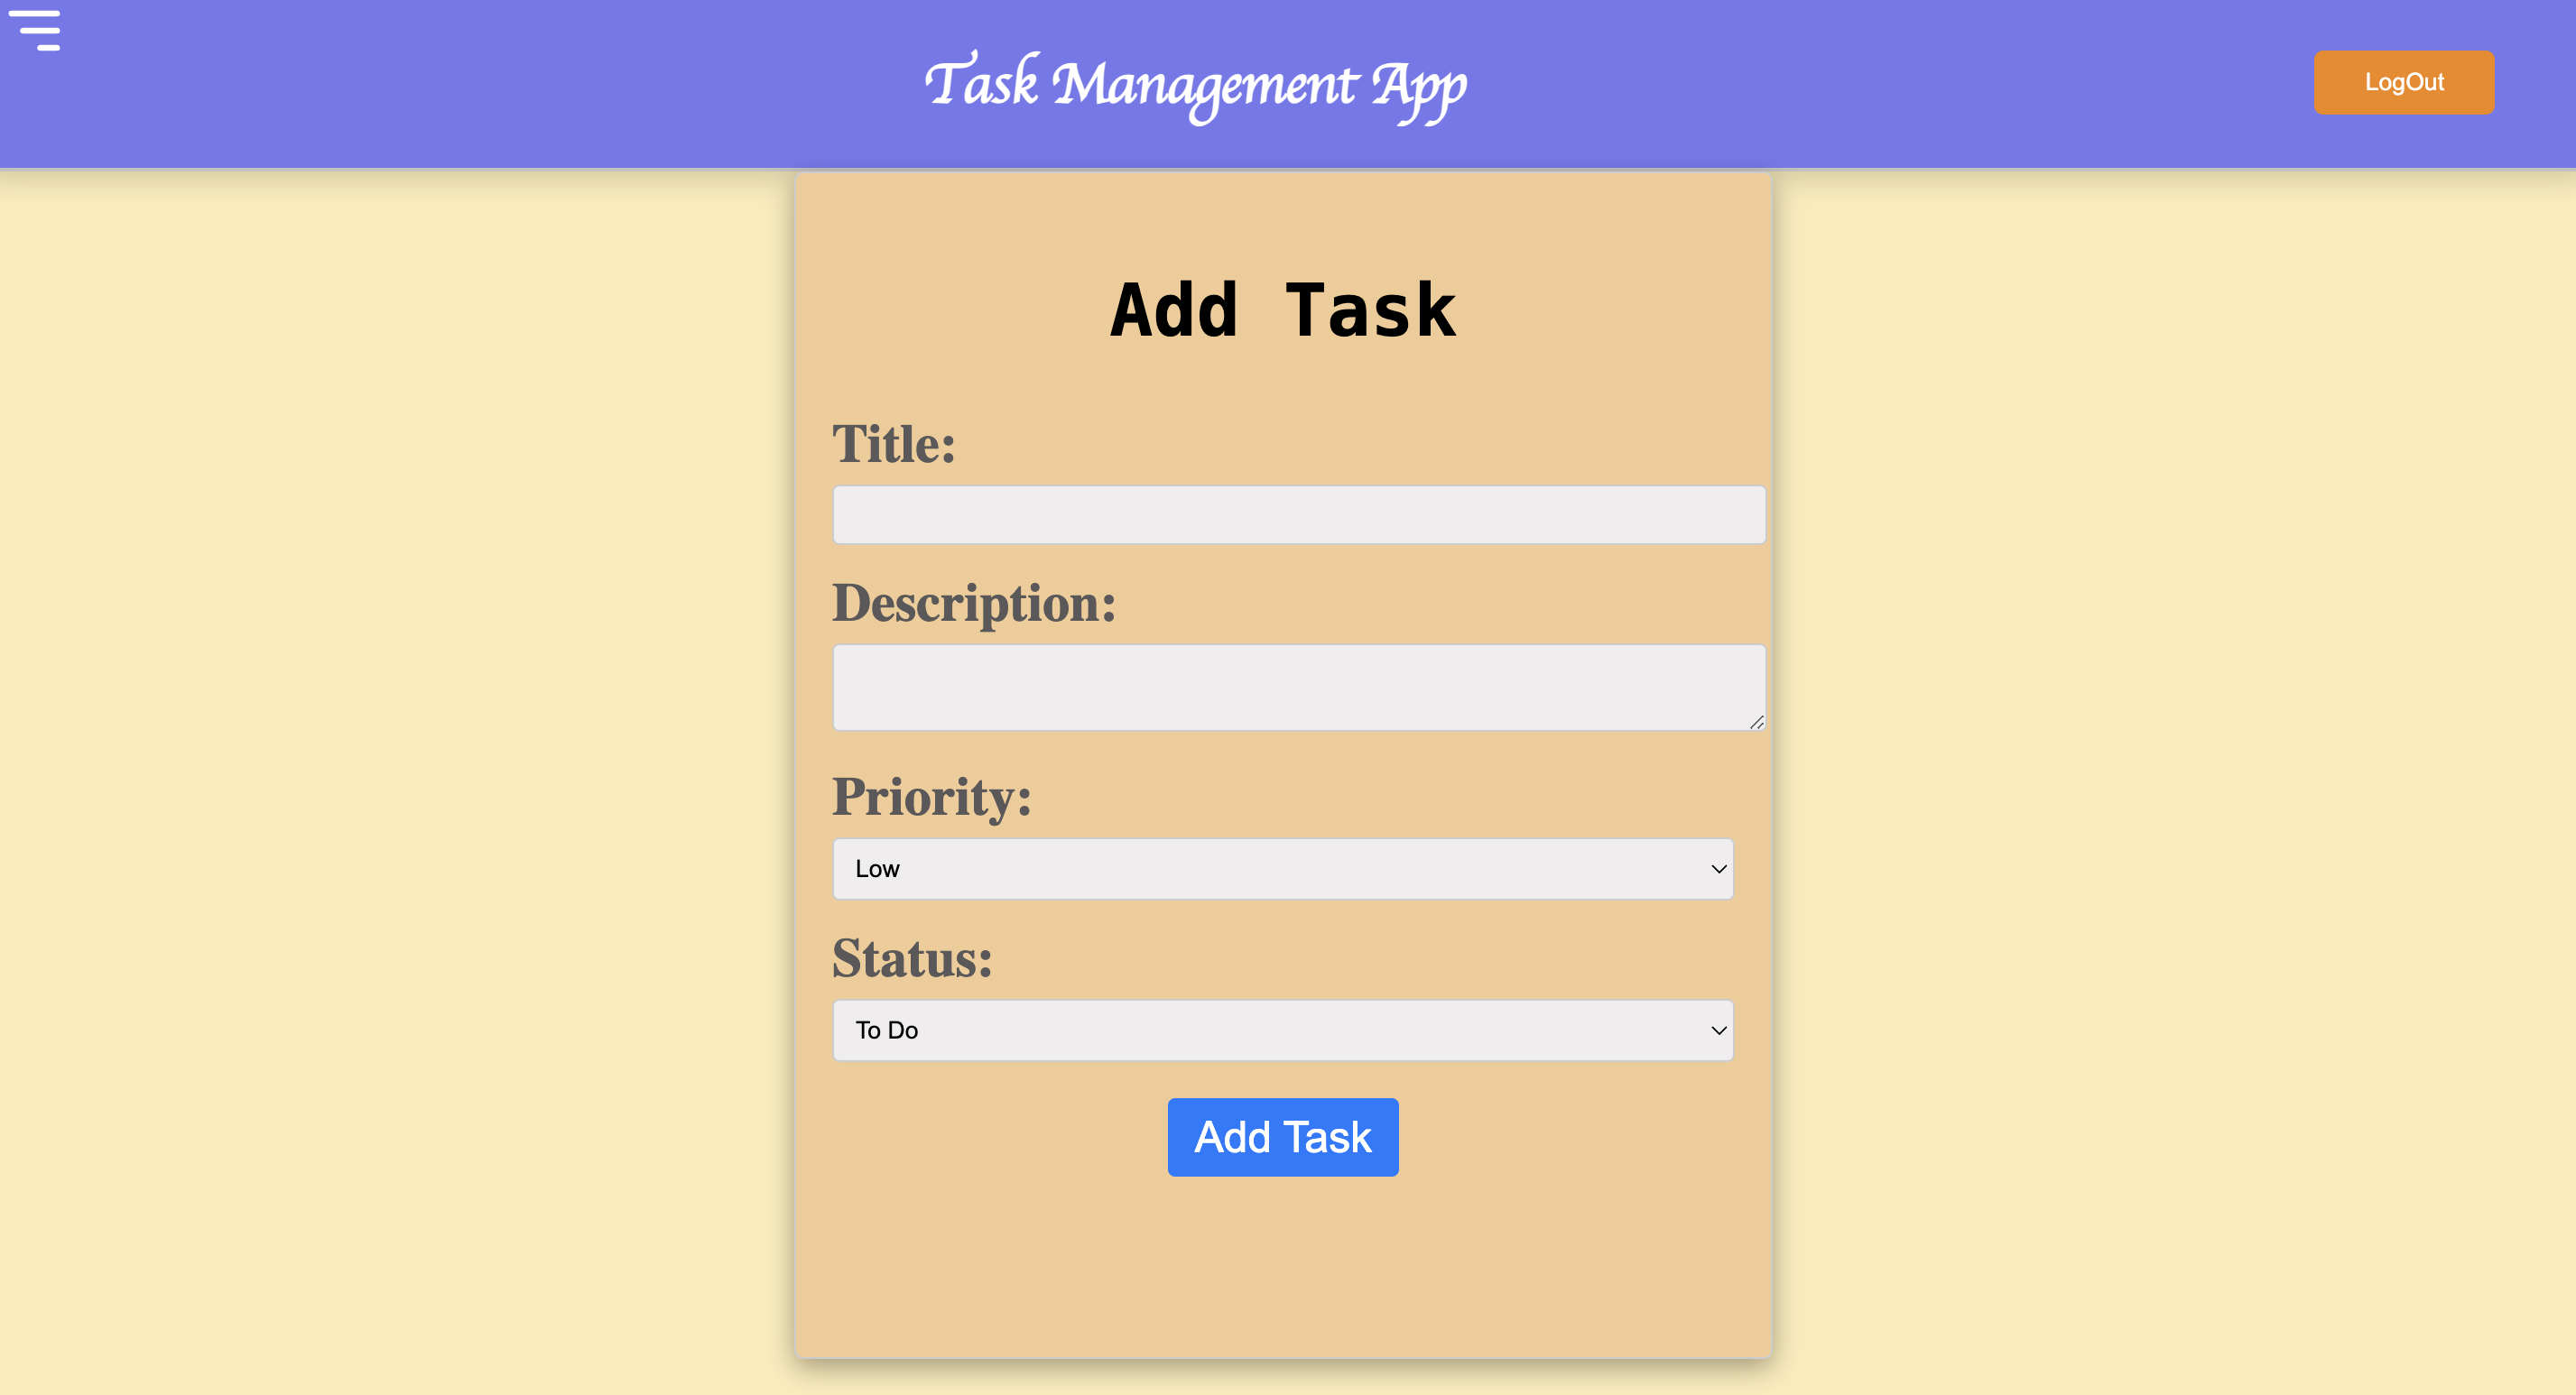 Task Management App
LogOut
Add Task
Title:
Description:
Priority:
Low
Status:
To Do
Add Task